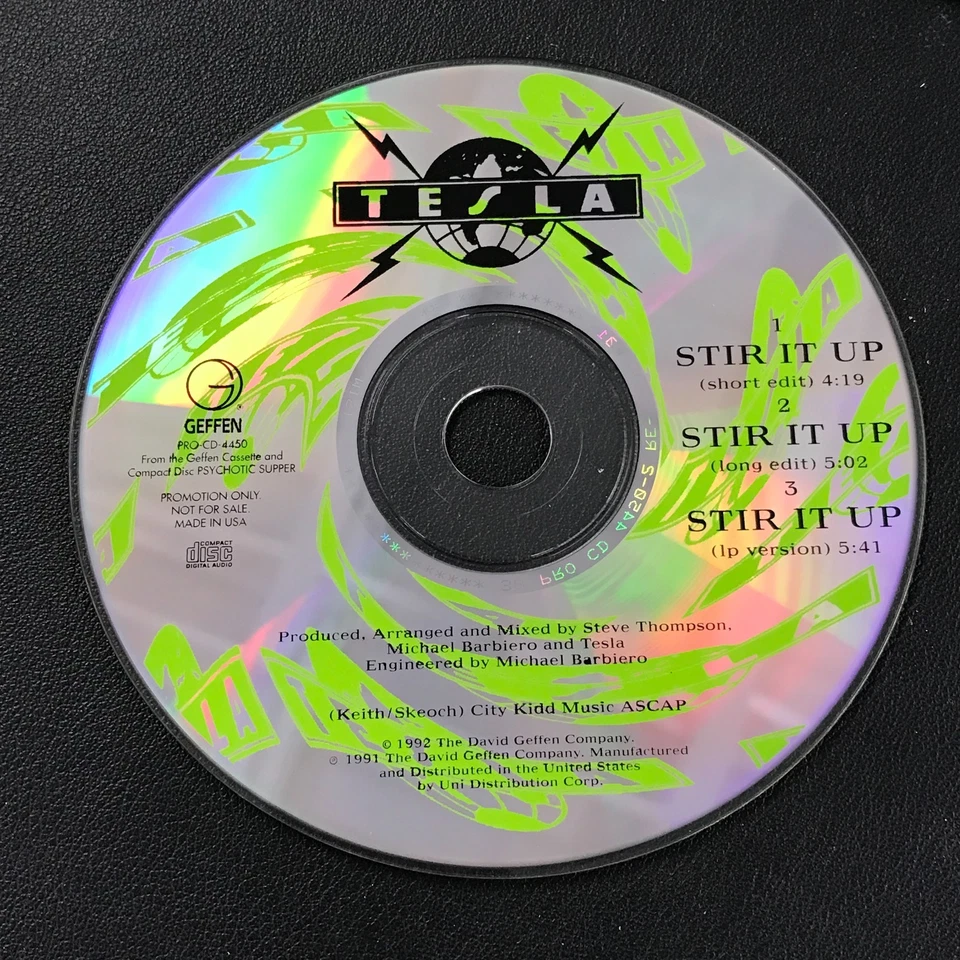 TESLA
1
STIR IT UP
(short edit) 4:19
2
STIR IT UP
(long edit) 5:02
3
STIR IT UP
(lp version) 5:41
GEFFEN
PRO-CD-4450
From the Geffen Cassette and
Compact Disc PSYCHOTIC SUPPER
PROMOTION ONLY.
NOT FOR SALE.
MADE IN USA
COMPACT
disc
DIGITAL AUDIO
PRO CD 4450-2 RE-
Produced, Arranged and Mixed by Steve Thompson,
Michael Barbiero and Tesla
Engineered by Michael Barbiero
(Keith/Skeoch) City Kidd Music ASCAP
© 1992 The David Geffen Company.
℗ 1991 The David Geffen Company. Manufactured
and Distributed in the United States
by Uni Distribution Corp.